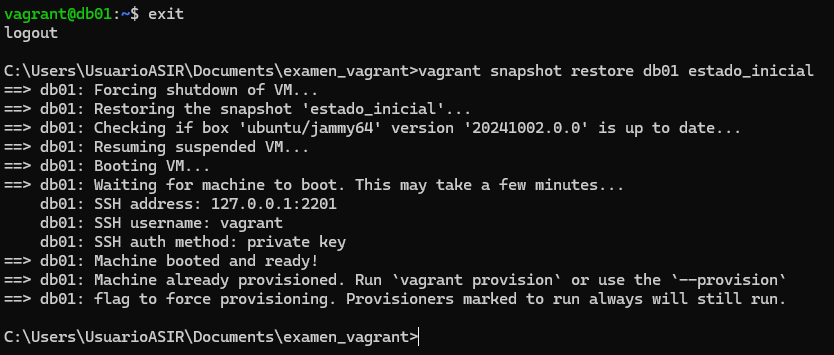 vagrant@db01:~$ exit
logout
C:\Users\UsuarioASIR\Documents\examen_vagrant>vagrant snapshot restore db01 estado_inicial
==> db01: Forcing shutdown of VM...
==> db01: Restoring the snapshot 'estado_inicial'...
==> db01: Checking if box 'ubuntu/jammy64' version '20241002.0.0' is up to date...
==> db01: Resuming suspended VM...
==> db01: Booting VM...
==> db01: Waiting for machine to boot. This may take a few minutes...
    db01: SSH address: 127.0.0.1:2201
    db01: SSH username: vagrant
    db01: SSH auth method: private key
==> db01: Machine booted and ready!
==> db01: Machine already provisioned. Run `vagrant provision` or use the `--provision`
==> db01: flag to force provisioning. Provisioners marked to run always will still run.
C:\Users\UsuarioASIR\Documents\examen_vagrant>